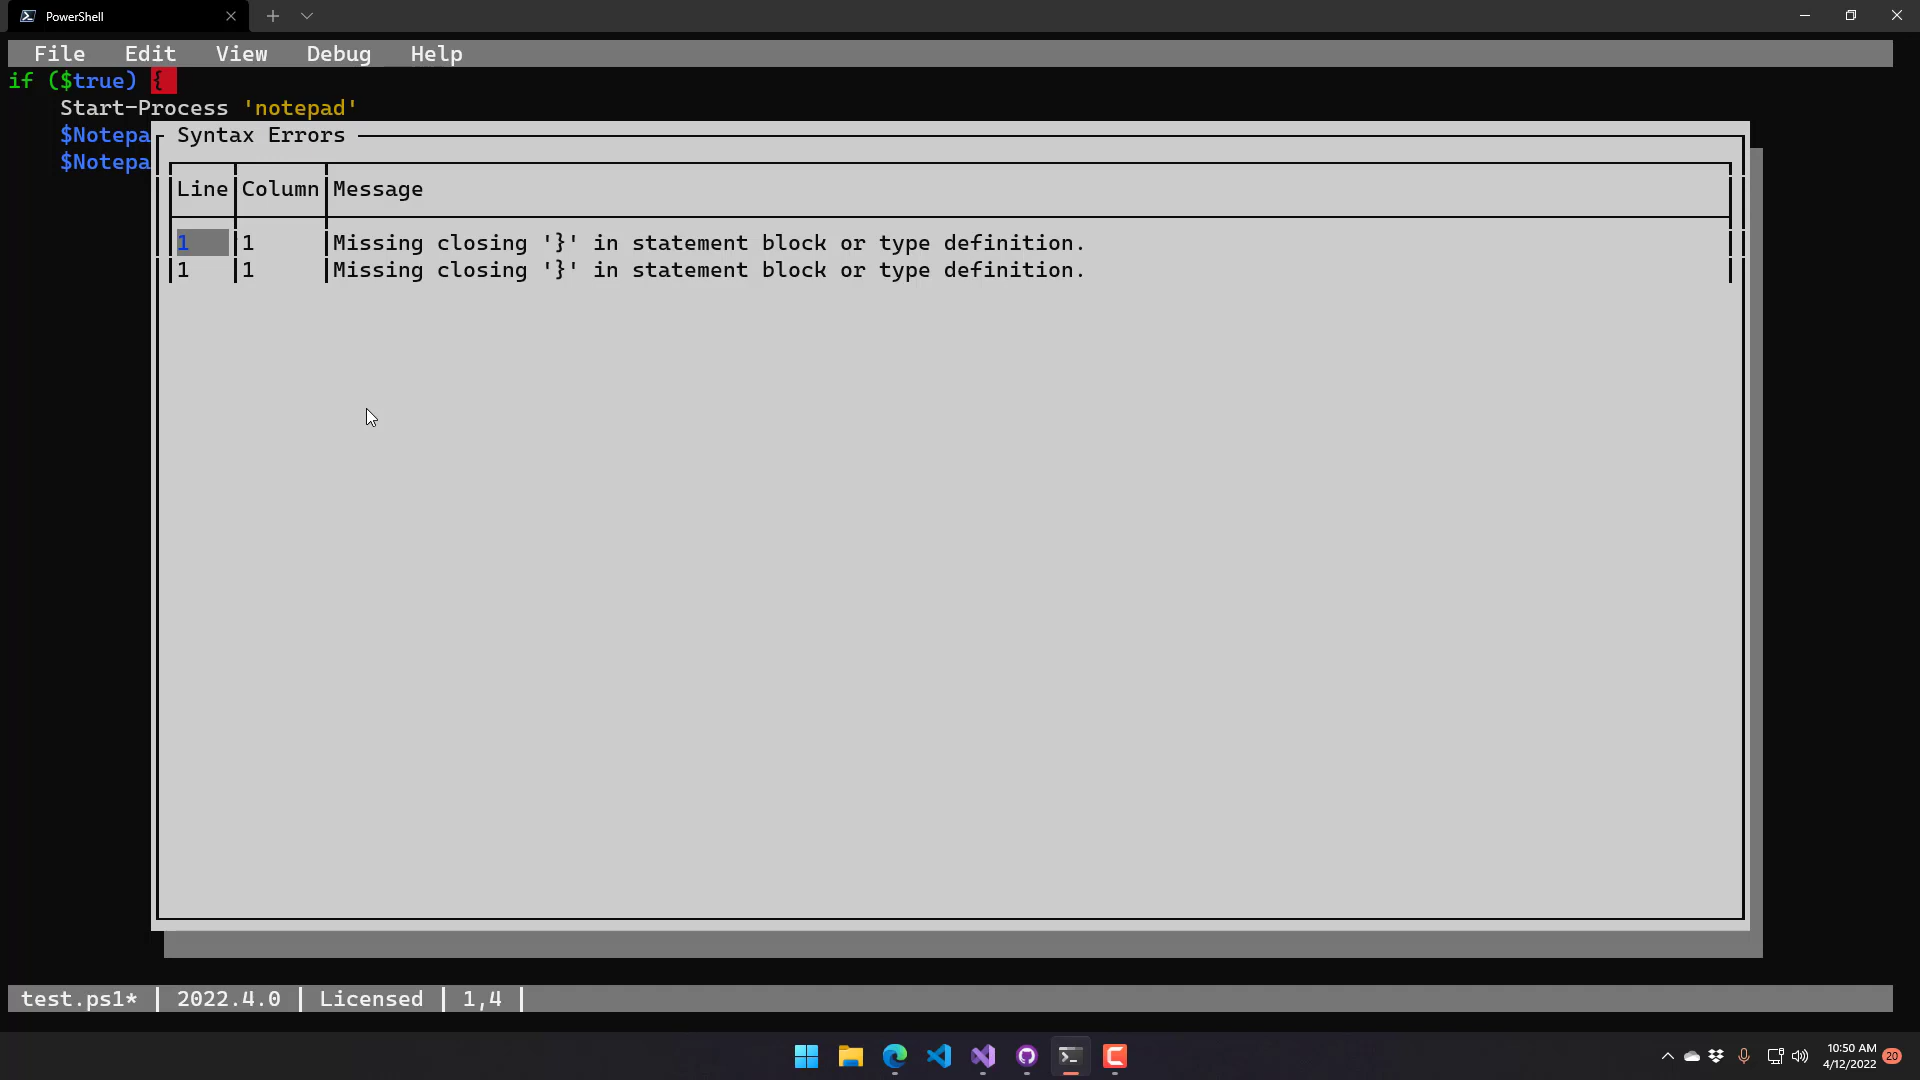 PowerShell
File Edit View Debug Help
if ($true) {
Start-Process 'notepad'
$Notepa
$Notepa
Syntax Errors
Line Column Message
1 1 Missing closing '}' in statement block or type definition.
1 1 Missing closing '}' in statement block or type definition.
test.ps1* | 2022.4.0 | Licensed | 1,4 |
10:50 AM
4/12/2022
20